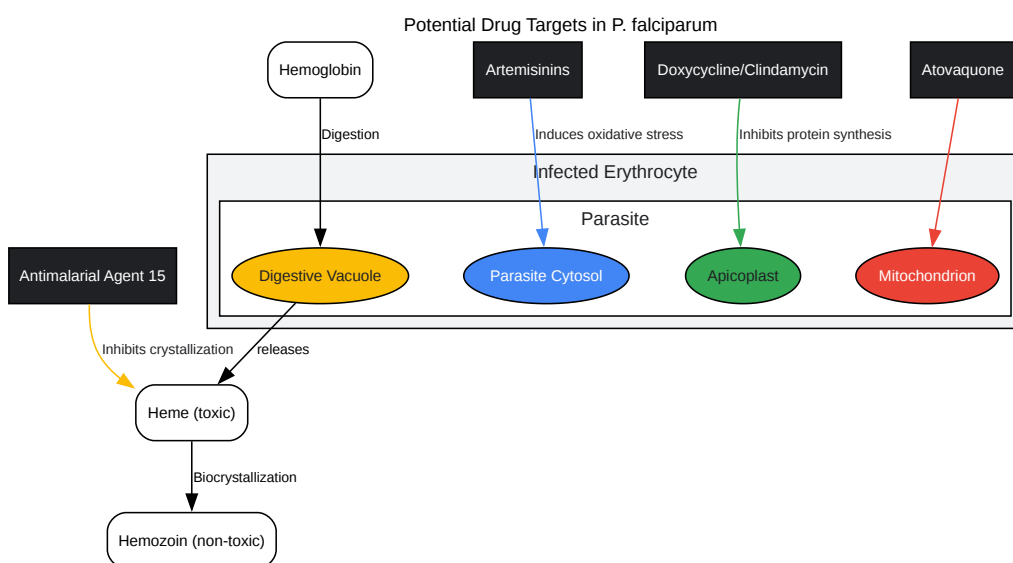 Potential Drug Targets in P. falciparum
Hemoglobin
Artemisinins
Doxycycline/Clindamycin
Atovaquone
Digestion
Induces oxidative stress
Inhibits protein synthesis
Infected Erythrocyte
Parasite
Antimalarial Agent 15
Digestive Vacuole
Parasite Cytosol
Apicoplast
Mitochondrion
Inhibits crystallization
releases
Heme (toxic)
Biocrystallization
Hemozoin (non-toxic)